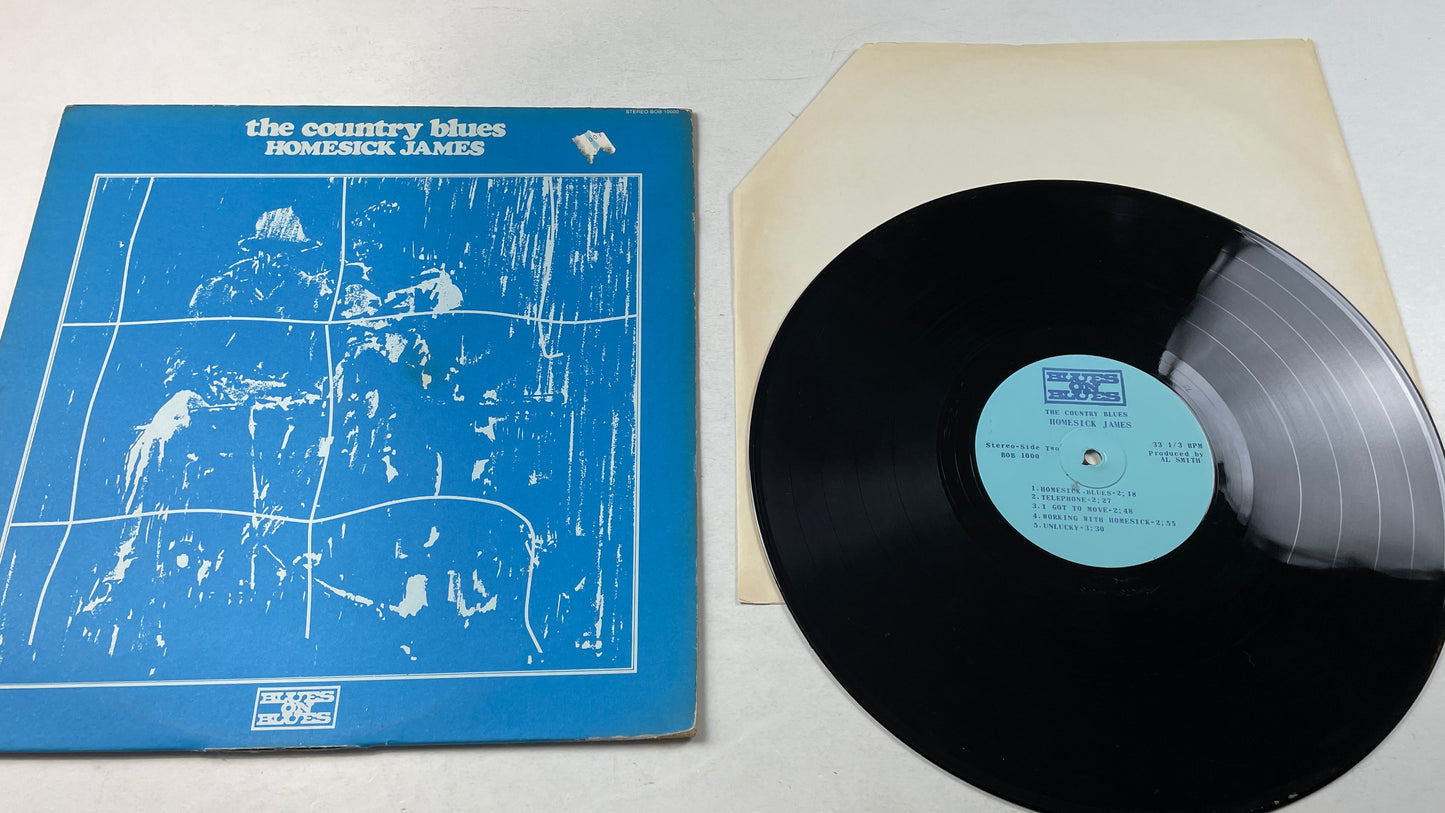 STEREO BOB 10000
the country blues
HOMESICK JAMES
BLUES
ON
BLUES
BLUES
ON
BLUES
THE COUNTRY BLUES
HOMESICK JAMES
Stereo-Side Two
BOB 1000
33 1/3 RPM
Produced by
AL SMITH
1.HOMESICK BLUES-2;18
2.TELEPHONE-2;27
3.I GOT TO MOVE-2;48
4.WORKING WITH HOMESICK-2;55
5.UNLUCKY-3;30